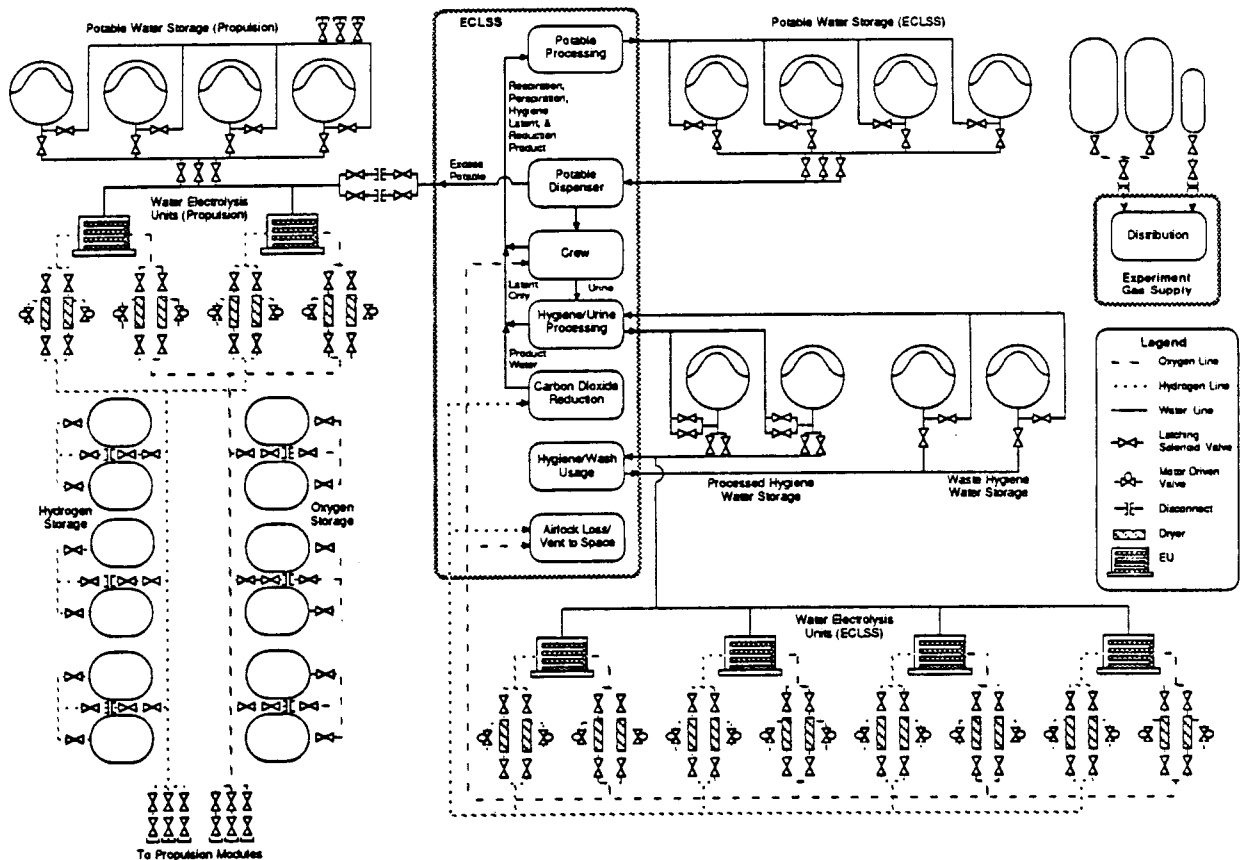 Potable Water Storage (Propulsion)
ECLSS
Potable Water Storage (ECLSS)
Potable
Processing
Respiration,
Perspiration,
Hygiene
Latent, &
Reduction
Product
Excess
Potable
Potable
Dispenser
Water Electrolysis
Units (Propulsion)
Crew
Latent
Only
Urine
Hygiene/Urine
Processing
Product
Water
Carbon Dioxide
Reduction
Hygiene/Wash
Usage
Airlock Loss/
Vent to Space
Distribution
Experiment
Gas Supply
Legend
Oxygen Line
Hydrogen Line
Water Line
Latching
Solenoid Valve
Motor Driven
Valve
Disconnect
Dryer
EU
Processed Hygiene
Water Storage
Waste Hygiene
Water Storage
Hydrogen
Storage
Oxygen
Storage
Water Electrolysis
Units (ECLSS)
To Propulsion Modules